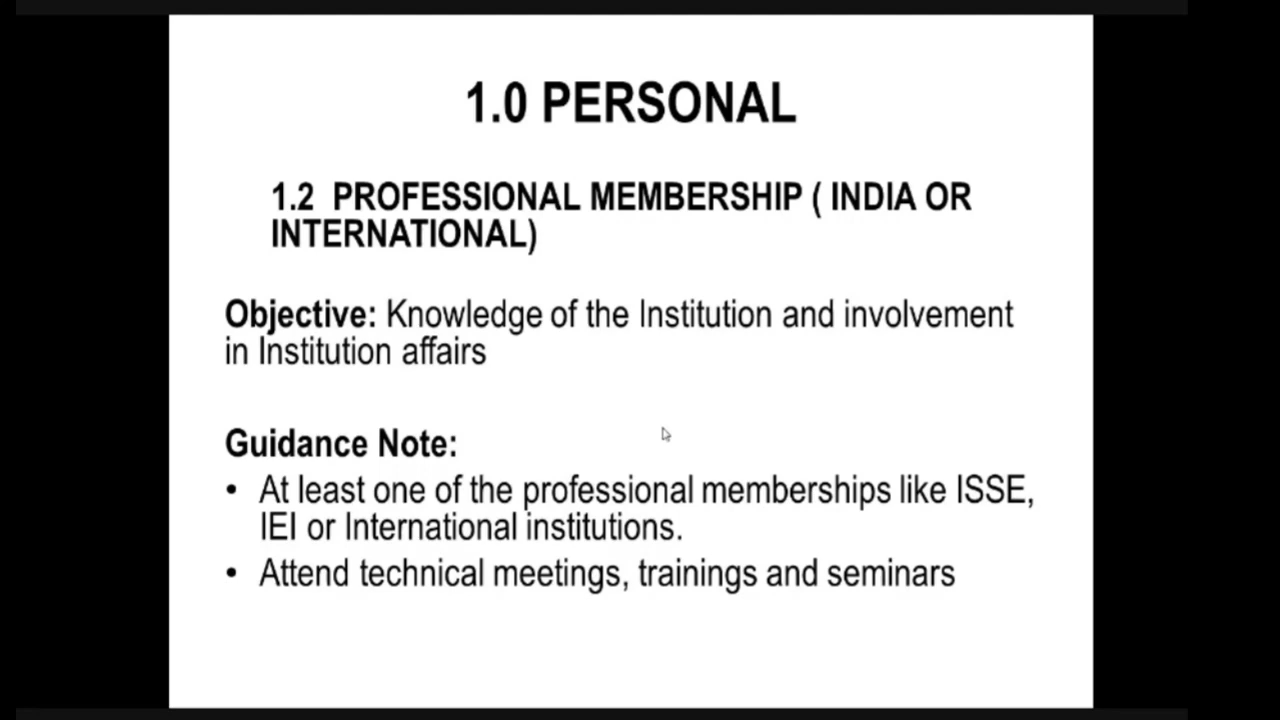 1.0 PERSONAL
1.2 PROFESSIONAL MEMBERSHIP ( INDIA OR
INTERNATIONAL)
Objective: Knowledge of the Institution and involvement
in Institution affairs
Guidance Note:
• At least one of the professional memberships like ISSE,
IEI or International institutions.
• Attend technical meetings, trainings and seminars